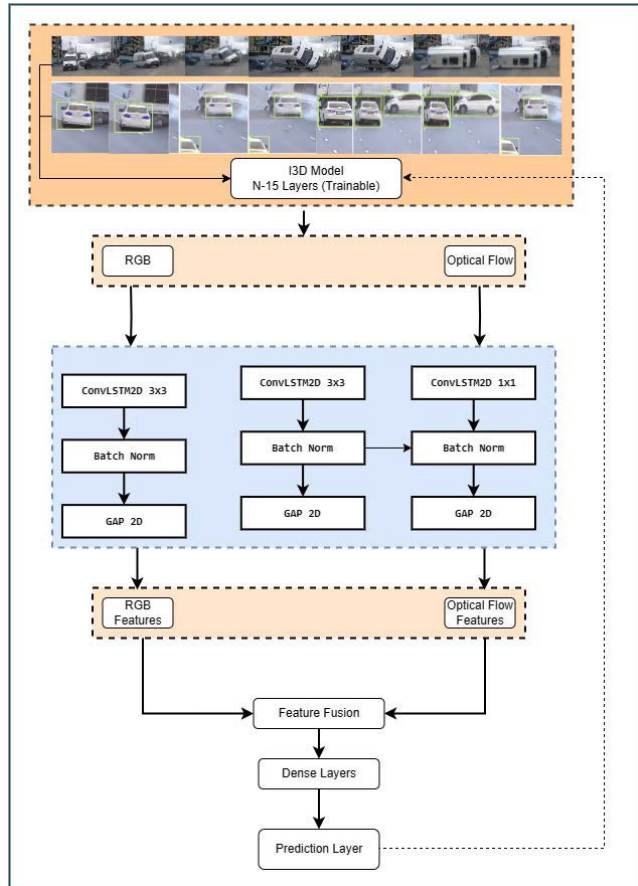 I3D Model
N-15 Layers (Trainable)
RGB
Optical Flow
ConvLSTM2D 3x3
ConvLSTM2D 3x3
ConvLSTM2D 1x1
Batch Norm
Batch Norm
Batch Norm
GAP 2D
GAP 2D
GAP 2D
RGB
Features
Optical Flow
Features
Feature Fusion
Dense Layers
Prediction Layer